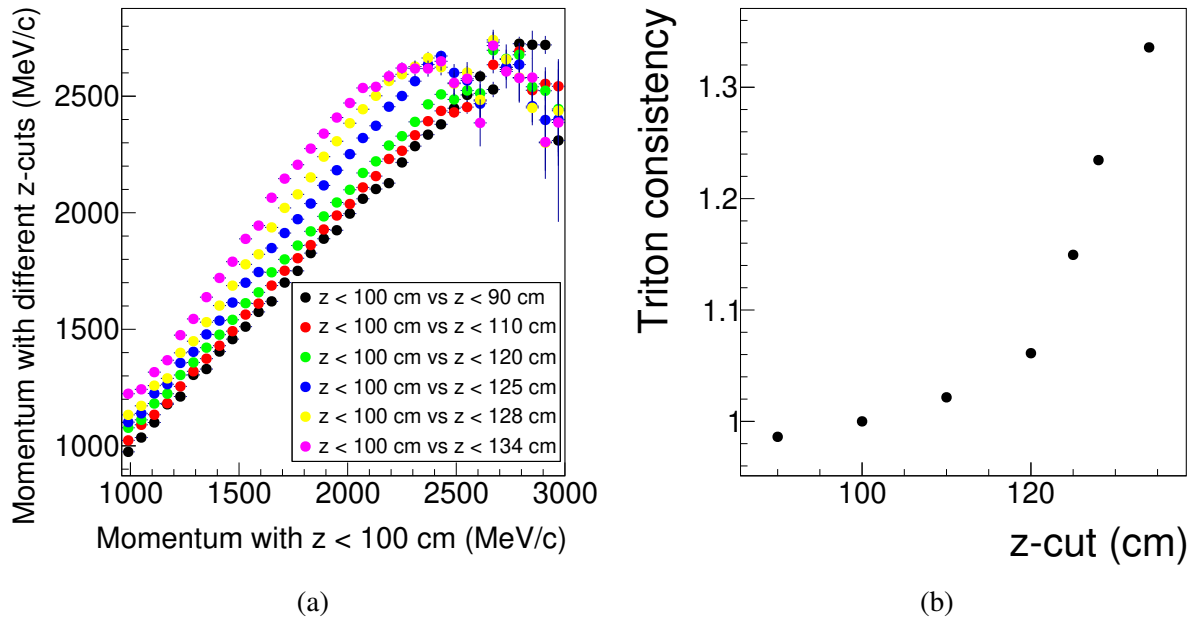 Momentum with different z-cuts (MeV/c)
2500
2000
1500
1000
z < 100 cm vs z < 90 cm
z < 100 cm vs z < 110 cm
z < 100 cm vs z < 120 cm
z < 100 cm vs z < 125 cm
z < 100 cm vs z < 128 cm
z < 100 cm vs z < 134 cm
1000 1500 2000 2500 3000
Momentum with z < 100 cm (MeV/c)
(a)
Triton consistency
1.3
1.2
1.1
1
100 120
z-cut (cm)
(b)